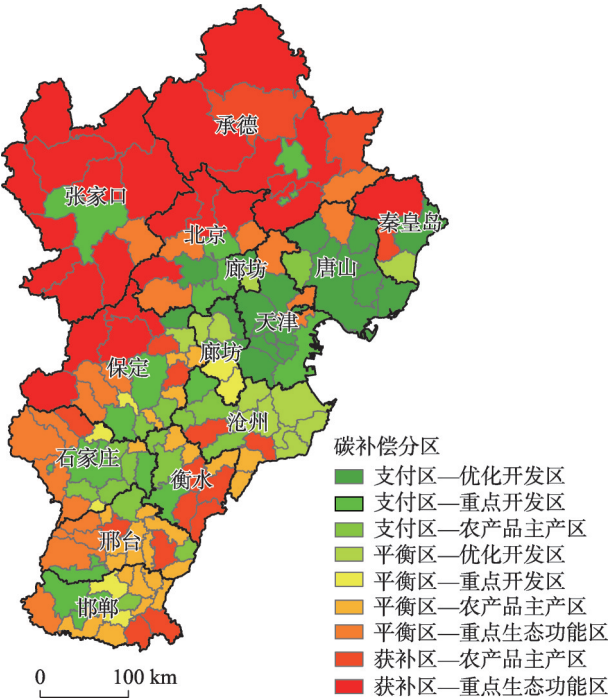 承德
张家口
秦皇岛
北京
廊坊
唐山
天津
廊坊
保定
沧州
石家庄
衡水
邢台
邯郸
碳补偿分区
支付区—优化开发区
支付区—重点开发区
支付区—农产品主产区
平衡区—优化开发区
平衡区—重点开发区
平衡区—农产品主产区
平衡区—重点生态功能区
获补区—农产品主产区
获补区—重点生态功能区
0 100 km